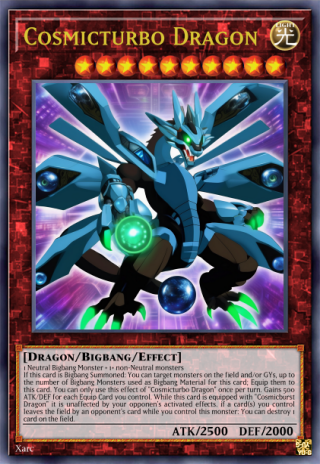 COSMICTURBO DRAGON
LIGHT
光
[DRAGON/BIGBANG/EFFECT]
1 Neutral Bigbang Monster + 1+ non-Neutral monsters
If this card is Bigbang Summoned: You can target monsters on the field and/or GYs, up to
the number of Bigbang Monsters used as Bigbang Material for this card; Equip them to
this card. You can only use this effect of "Cosmicturbo Dragon" once per turn. Gains 500
ATK/DEF for each Equip Card you control. While this card is equipped with "Cosmicburst
Dragon" it is unaffected by your opponent's activated effects, if a card(s) you control
leaves the field by an opponent's card while you control this monster: You can destroy 1
card on the field.
ATK/2500 DEF/2000
Xarc